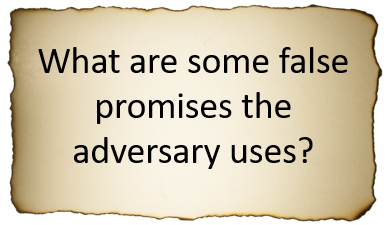 What are some false
promises the
adversary uses?